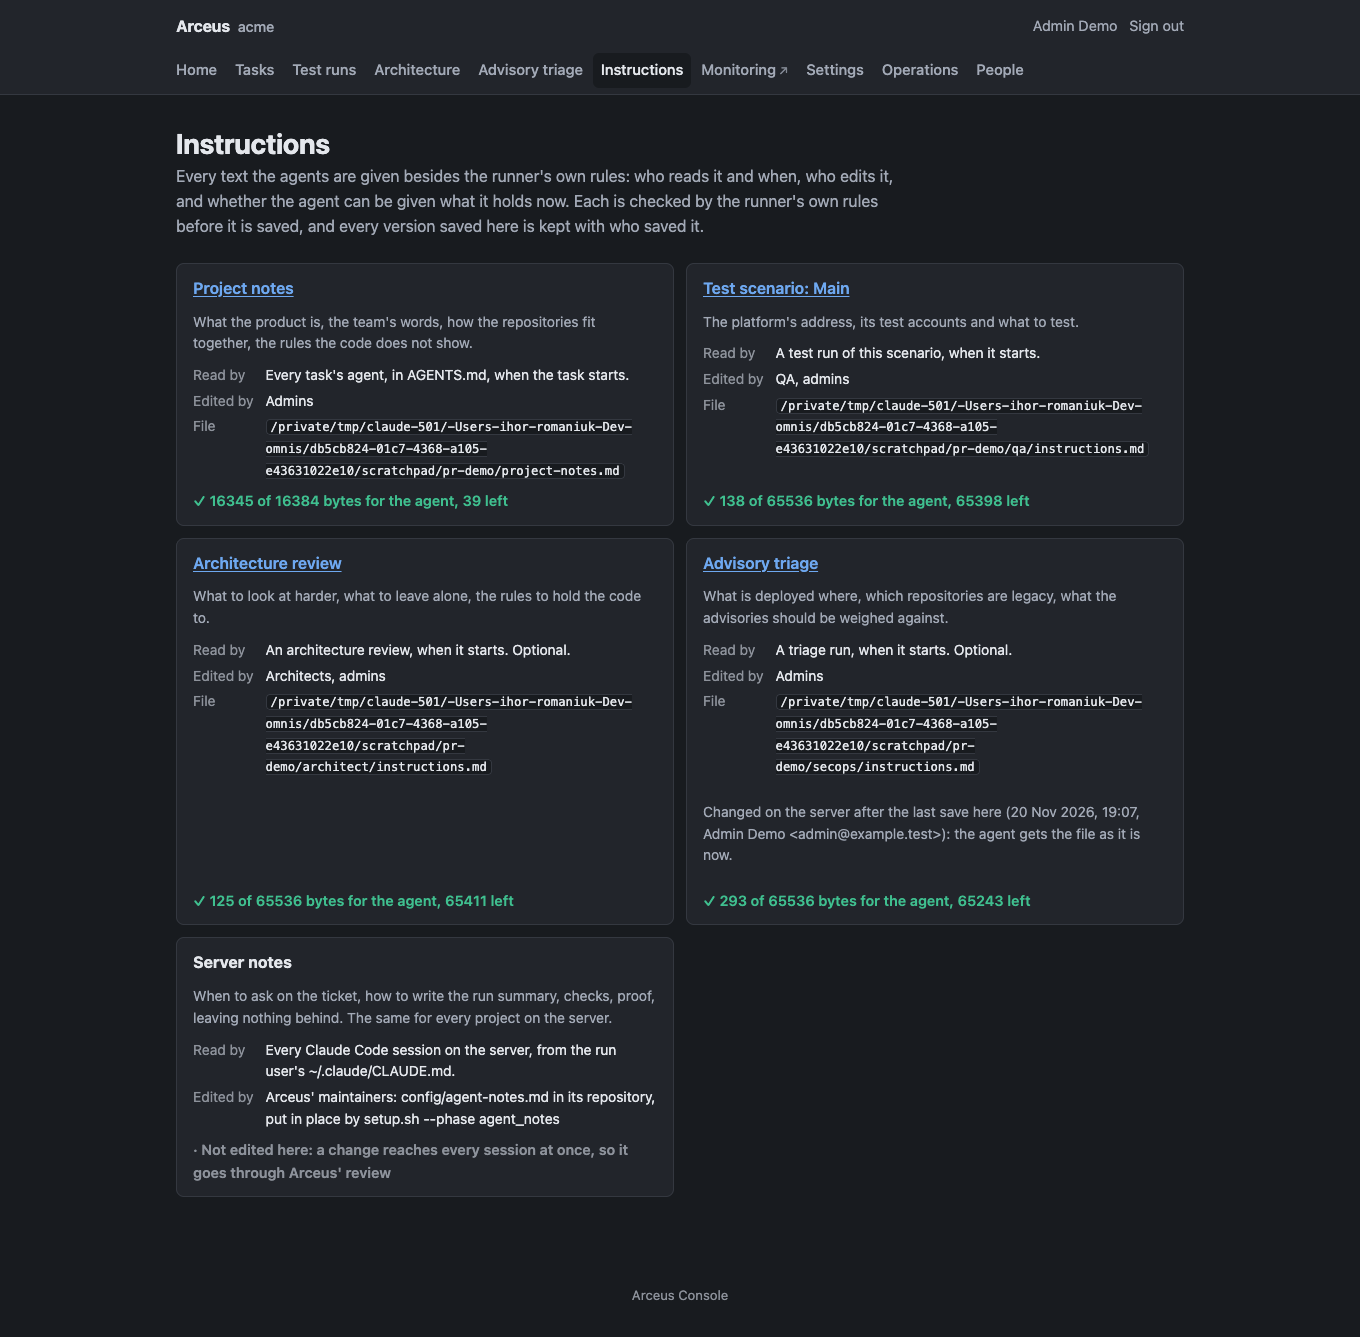 Arceus acme
Admin Demo Sign out
Home Tasks Test runs Architecture Advisory triage Instructions Monitoring ↗ Settings Operations People
Instructions
Every text the agents are given besides the runner's own rules: who reads it and when, who edits it,
and whether the agent can be given what it holds now. Each is checked by the runner's own rules
before it is saved, and every version saved here is kept with who saved it.
Project notes
What the product is, the team's words, how the repositories fit
together, the rules the code does not show.
Read by Every task's agent, in AGENTS.md, when the task starts.
Edited by Admins
File /private/tmp/claude-501/-Users-ihor-romaniuk-Dev-
omnis/db5cb824-01c7-4368-a105-
e43631022e10/scratchpad/pr-demo/project-notes.md
✓ 16345 of 16384 bytes for the agent, 39 left
Test scenario: Main
The platform's address, its test accounts and what to test.
Read by A test run of this scenario, when it starts.
Edited by QA, admins
File /private/tmp/claude-501/-Users-ihor-romaniuk-Dev-
omnis/db5cb824-01c7-4368-a105-
e43631022e10/scratchpad/pr-demo/qa/instructions.md
✓ 138 of 65536 bytes for the agent, 65398 left
Architecture review
What to look at harder, what to leave alone, the rules to hold the code
to.
Read by An architecture review, when it starts. Optional.
Edited by Architects, admins
File /private/tmp/claude-501/-Users-ihor-romaniuk-Dev-
omnis/db5cb824-01c7-4368-a105-
e43631022e10/scratchpad/pr-
demo/architect/instructions.md
✓ 125 of 65536 bytes for the agent, 65411 left
Advisory triage
What is deployed where, which repositories are legacy, what the
advisories should be weighed against.
Read by A triage run, when it starts. Optional.
Edited by Admins
File /private/tmp/claude-501/-Users-ihor-romaniuk-Dev-
omnis/db5cb824-01c7-4368-a105-
e43631022e10/scratchpad/pr-
demo/secops/instructions.md
Changed on the server after the last save here (20 Nov 2026, 19:07,
Admin Demo <admin@example.test>): the agent gets the file as it is
now.
✓ 293 of 65536 bytes for the agent, 65243 left
Server notes
When to ask on the ticket, how to write the run summary, checks, proof,
leaving nothing behind. The same for every project on the server.
Read by Every Claude Code session on the server, from the run
user's ~/.claude/CLAUDE.md.
Edited by Arceus' maintainers: config/agent-notes.md in its repository,
put in place by setup.sh --phase agent_notes
· Not edited here: a change reaches every session at once, so it
goes through Arceus' review
Arceus Console